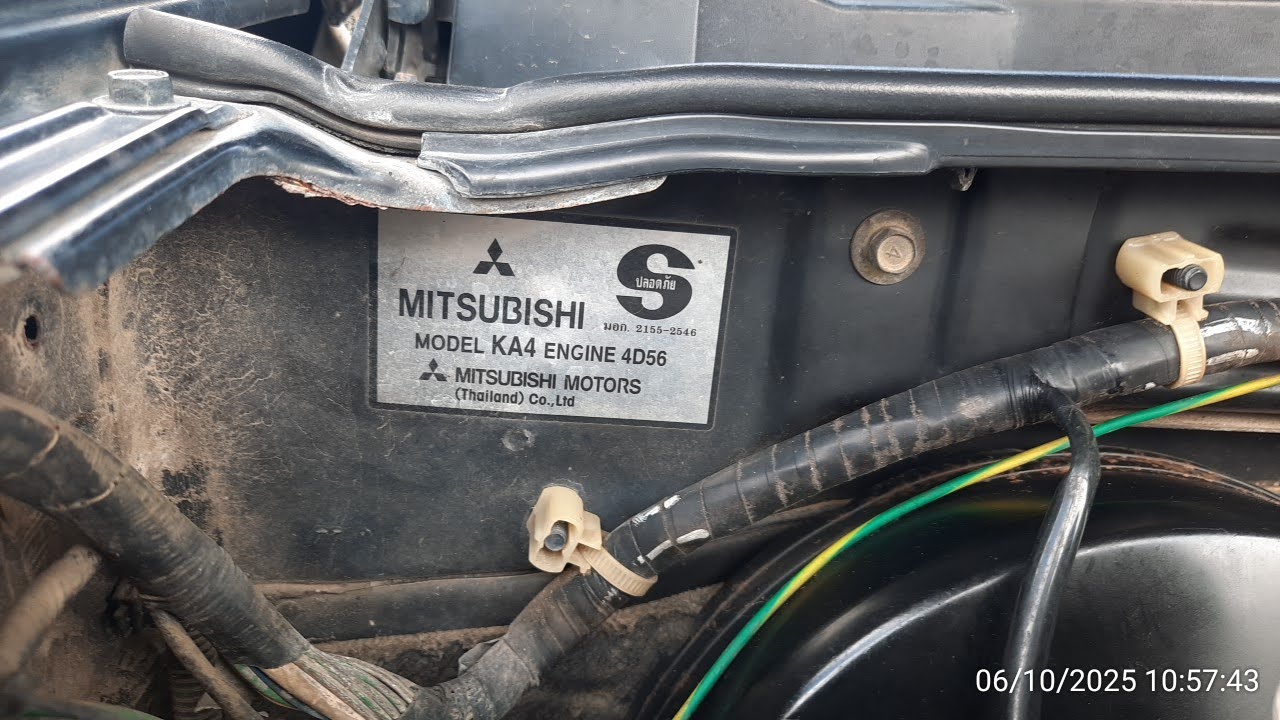 MITSUBISHI
S
ปลอดภัย
มอก. 2155-2546
MODEL KA4 ENGINE 4D56
MITSUBISHI MOTORS
(Thailand) Co.,Ltd
06/10/2025 10:57:43